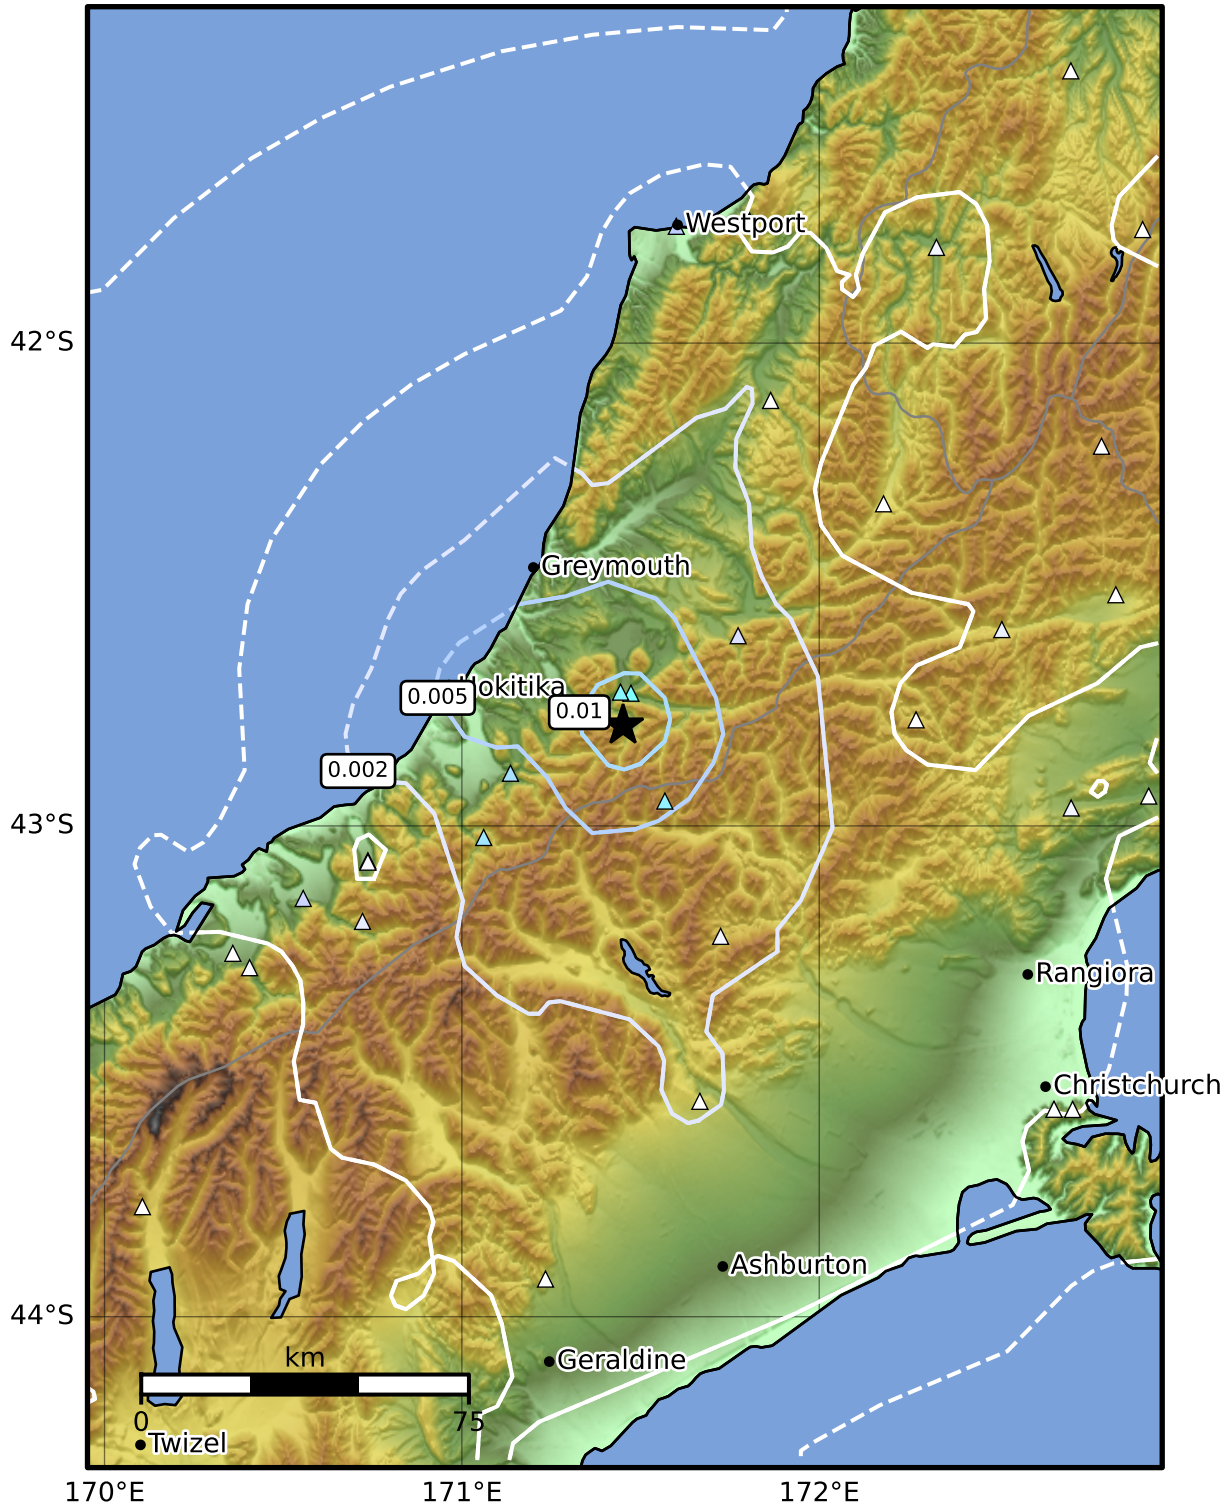 Westport
42°S
Greymouth
Hokitika
0.005
0.01
0.002
43°S
Rangiora
Christchurch
Ashburton
44°S
km
Geraldine
0
75
Twizel
170°E
171°E
172°E